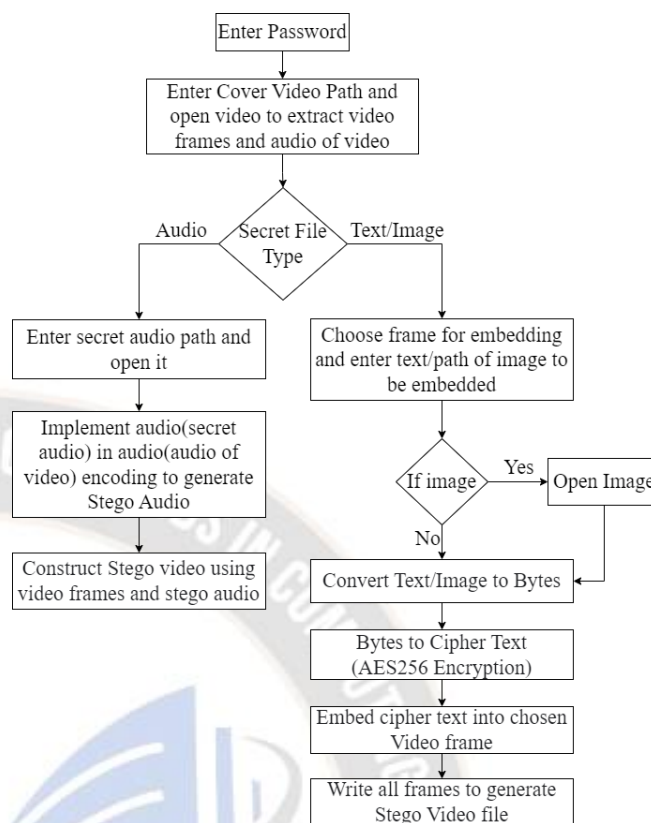 Enter Password
Enter Cover Video Path and
open video to extract video
frames and audio of video
Secret File
Type
Audio
Text/Image
Enter secret audio path and
open it
Implement audio(secret
audio) in audio(audio of
video) encoding to generate
Stego Audio
Construct Stego video using
video frames and stego audio
Choose frame for embedding
and enter text/path of image to
be embedded
If image
Yes
Open Image
No
Convert Text/Image to Bytes
Bytes to Cipher Text
(AES256 Encryption)
Embed cipher text into chosen
Video frame
Write all frames to generate
Stego Video file